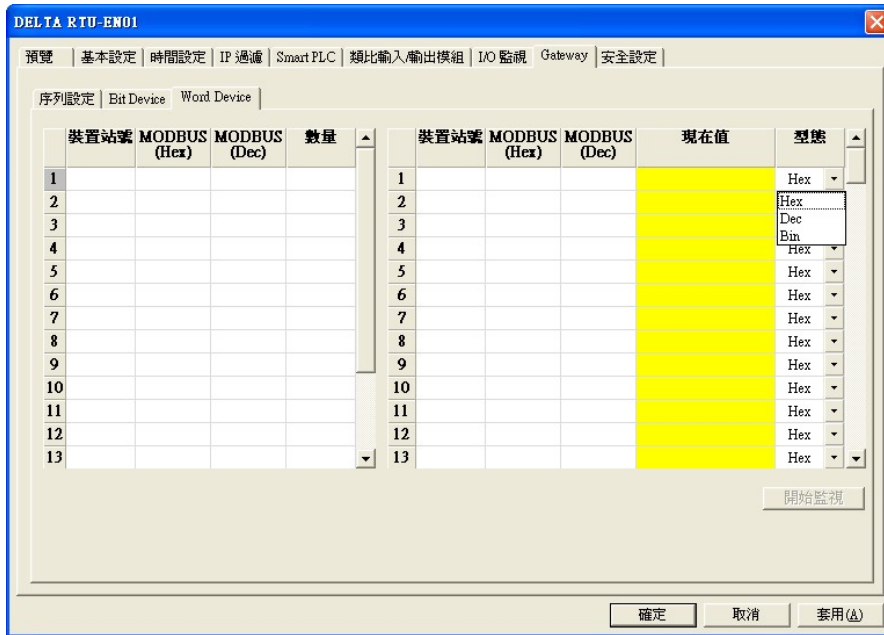 DELTA RTU-EN01
預覽 基本設定 時間設定 IP 過濾 Smart PLC 類比輸入/輸出模組 I/O 監視 Gateway 安全設定
序列設定 Bit Device Word Device
裝置站號 MODBUS (Hex) MODBUS (Dec) 數量 裝置站號 MODBUS (Hex) MODBUS (Dec) 現在值 型態
1 1 Hex
2 2 Hex
3 3 Dec
Bin
4 4 Hex
5 5 Hex
6 6 Hex
7 7 Hex
8 8 Hex
9 9 Hex
10 10 Hex
11 11 Hex
12 12 Hex
13 13 Hex
開始監視
確定 取消 套用(A)